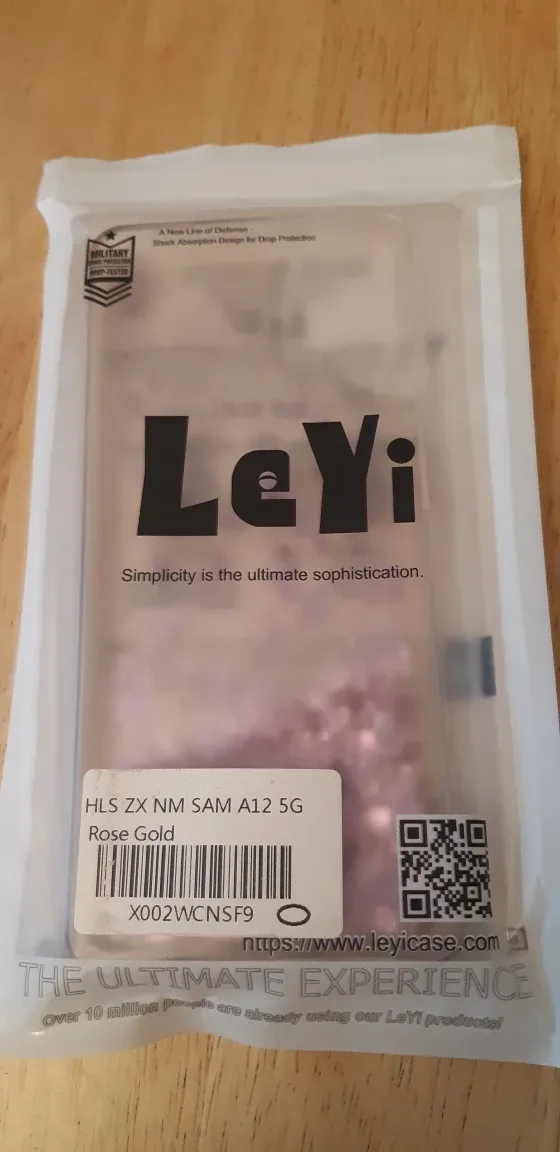 - A New Line of Defense -
Shock Absorption Design for Drop Protection
MILITARY
DROP-TESTED
LeYi
Simplicity is the ultimate sophistication.
HLS ZX NM SAM A12 5G
Rose Gold
X002WCNSF9
https://www.leyicase.com
THE ULTIMATE EXPERIENCE
Over 10 million people are already using our LeYi products!